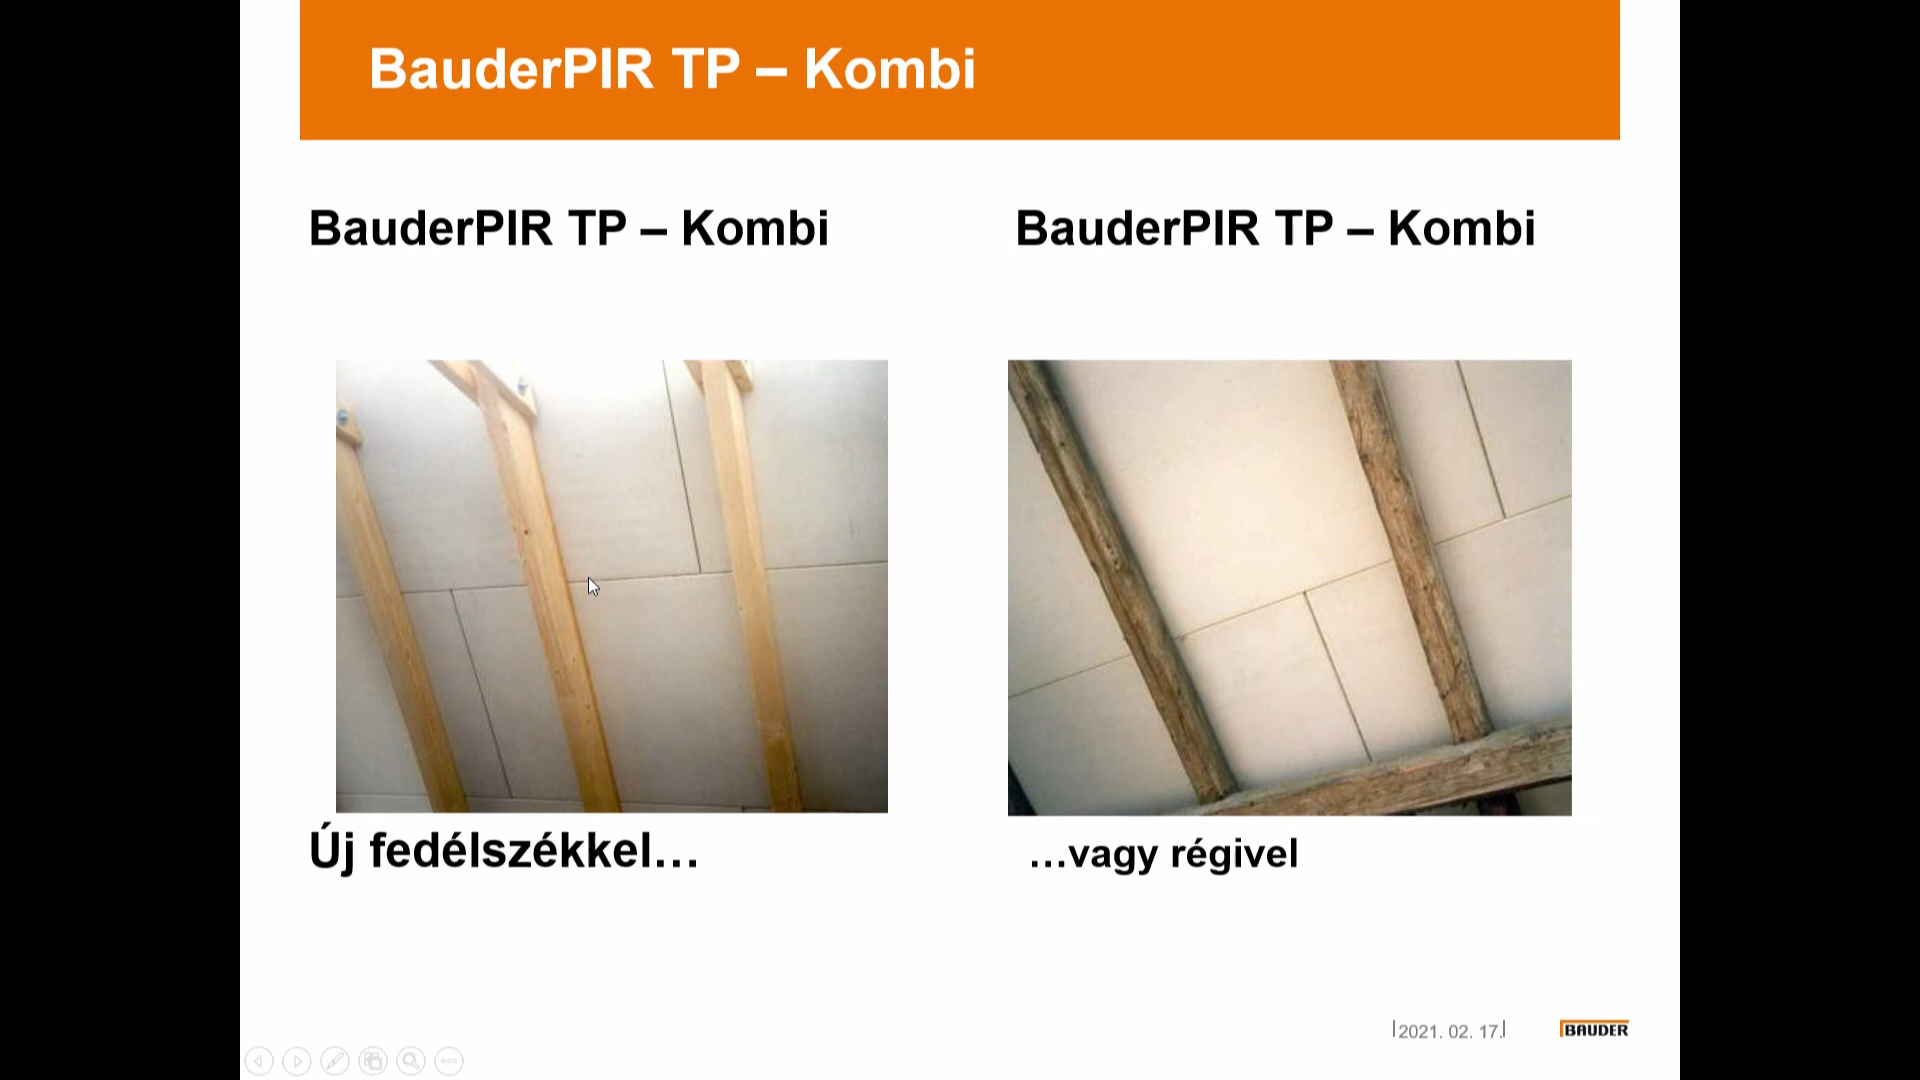 BauderPIR TP – Kombi
BauderPIR TP – Kombi
BauderPIR TP – Kombi
Új fedélszékkel…
…vagy régivel
2021. 02. 17.
BAUDER